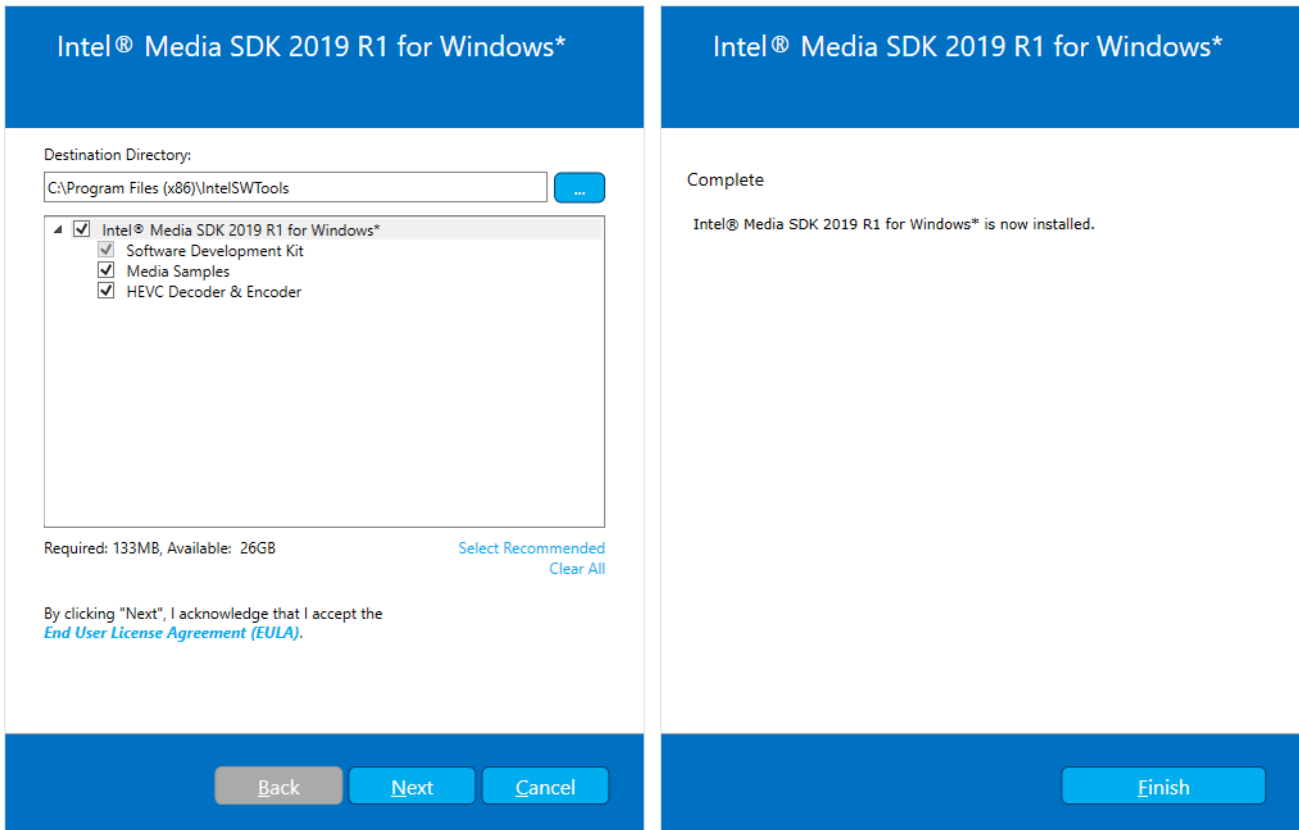 Intel® Media SDK 2019 R1 for Windows*
Destination Directory:
C:\Program Files (x86)\IntelSWTools
...
Intel® Media SDK 2019 R1 for Windows*
Software Development Kit
Media Samples
HEVC Decoder & Encoder
Required: 133MB, Available: 26GB
Select Recommended
Clear All
By clicking "Next", I acknowledge that I accept the
End User License Agreement (EULA).
Back
Next
Cancel
Intel® Media SDK 2019 R1 for Windows*
Complete
Intel® Media SDK 2019 R1 for Windows* is now installed.
Finish